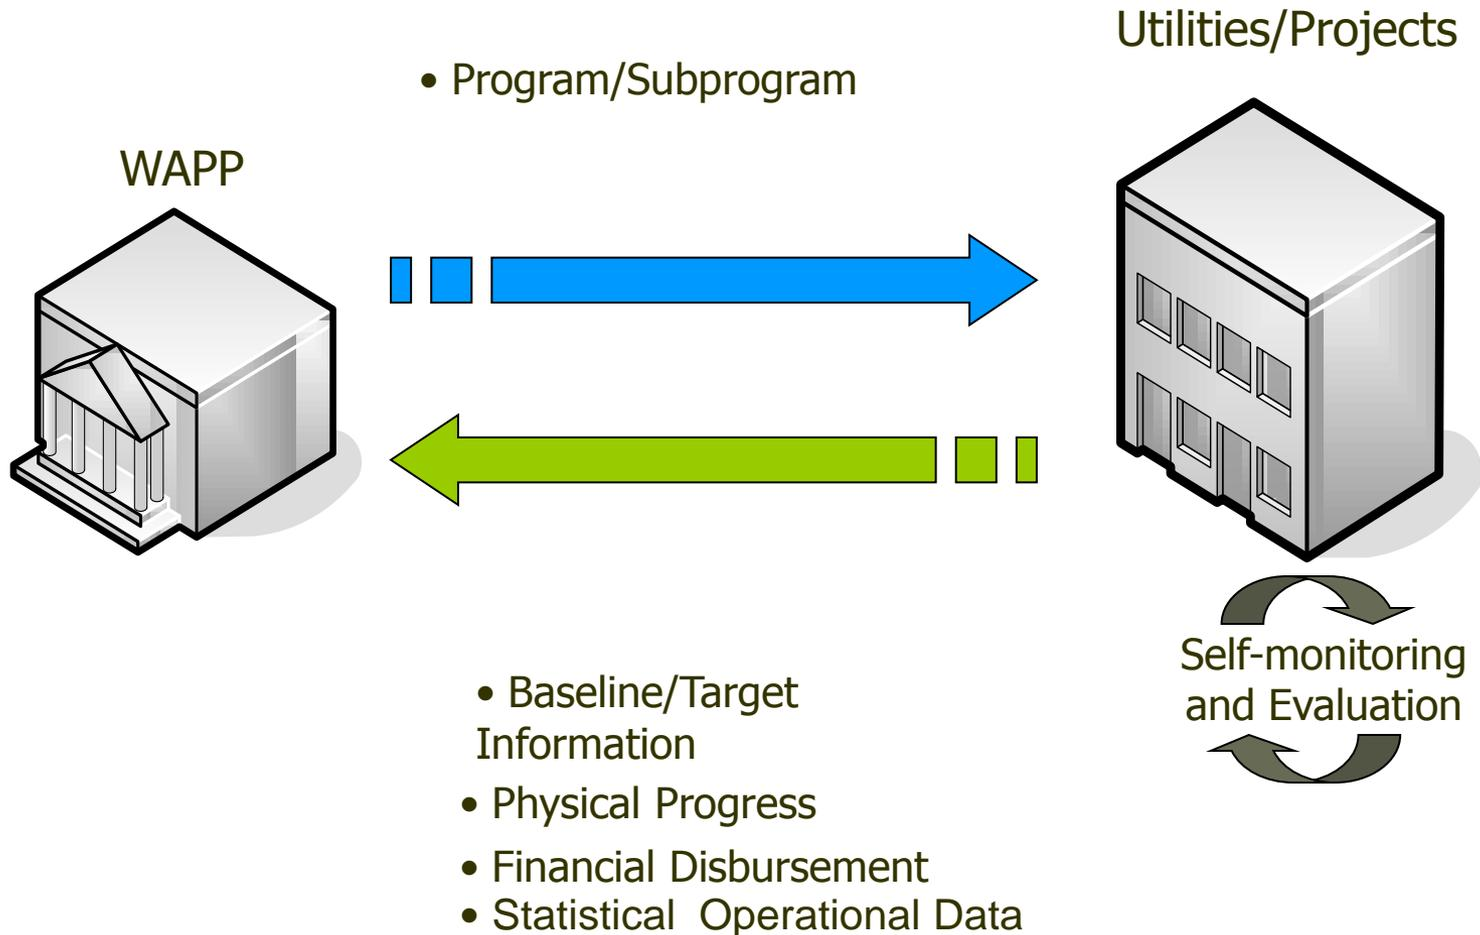 Utilities/Projects
• Program/Subprogram
WAPP
Self-monitoring
and Evaluation
• Baseline/Target
Information
• Physical Progress
• Financial Disbursement
• Statistical  Operational Data